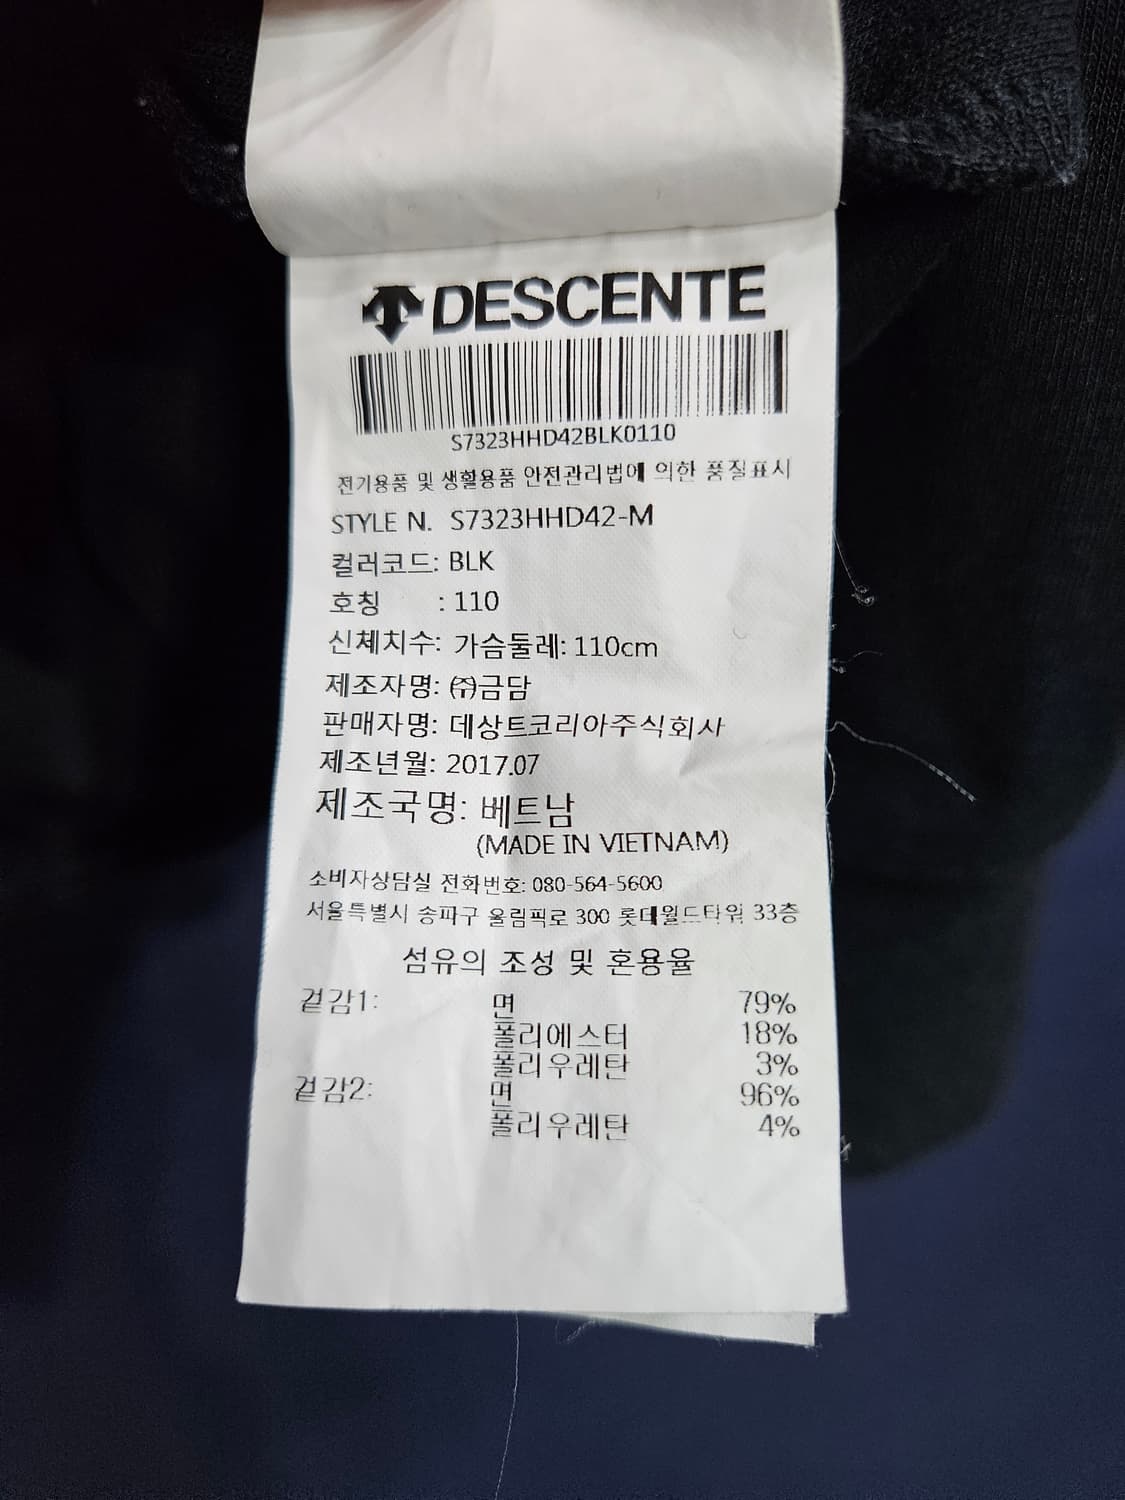 DESCENTE
S7323HHD42BLK0110
전기용품 및 생활용품 안전관리법에 의한 품질표시
STYLE N. S7323HHD42-M
컬러코드: BLK
호칭 : 110
신체치수: 가슴둘레: 110cm
제조자명: ㈜금담
판매자명: 데상트코리아주식회사
제조년월: 2017.07
제조국명: 베트남
(MADE IN VIETNAM)
소비자상담실 전화번호: 080-564-5600
서울특별시 송파구 올림픽로 300 롯데월드타워 33층
섬유의 조성 및 혼용율
겉감1: 면 79%
폴리에스터 18%
폴리우레탄 3%
겉감2: 면 96%
폴리우레탄 4%